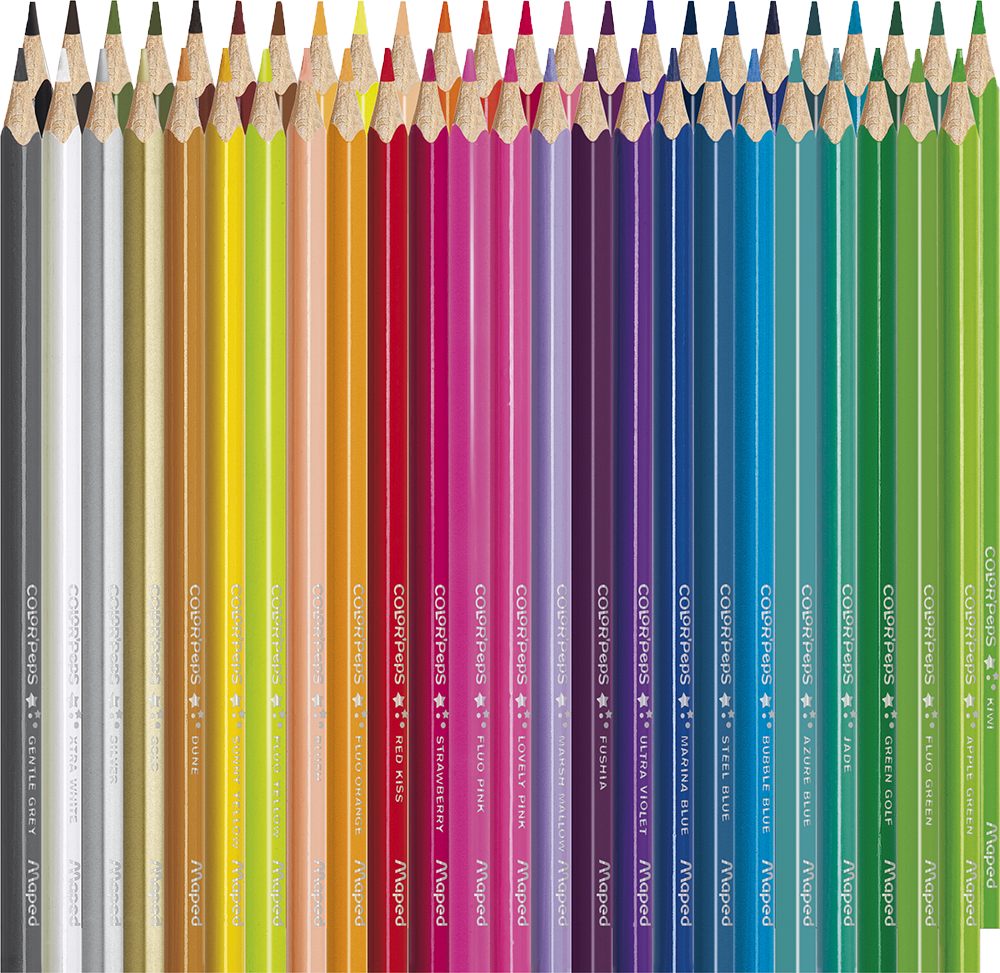 COLOR'PEPS GENTLE GREY Maped
COLOR'PEPS XTRA WHITE Maped
COLOR'PEPS SILVER Maped
COLOR'PEPS GOLD Maped
COLOR'PEPS DUNE Maped
COLOR'PEPS SUNNY YELLOW Maped
COLOR'PEPS FLUO YELLOW Maped
COLOR'PEPS Maped
COLOR'PEPS FLUO ORANGE Maped
COLOR'PEPS RED KISS Maped
COLOR'PEPS STRAWBERRY Maped
COLOR'PEPS FLUO PINK Maped
COLOR'PEPS LOVELY PINK Maped
COLOR'PEPS MARSH MALLOW Maped
COLOR'PEPS FUSHIA Maped
COLOR'PEPS ULTRA VIOLET Maped
COLOR'PEPS MARINA BLUE Maped
COLOR'PEPS STEEL BLUE Maped
COLOR'PEPS BUBBLE BLUE Maped
COLOR'PEPS AZURE BLUE Maped
COLOR'PEPS JADE Maped
COLOR'PEPS GREEN GOLF Maped
COLOR'PEPS FLUO GREEN Maped
COLOR'PEPS APPLE GREEN Maped
COLOR'PEPS KIWI Maped